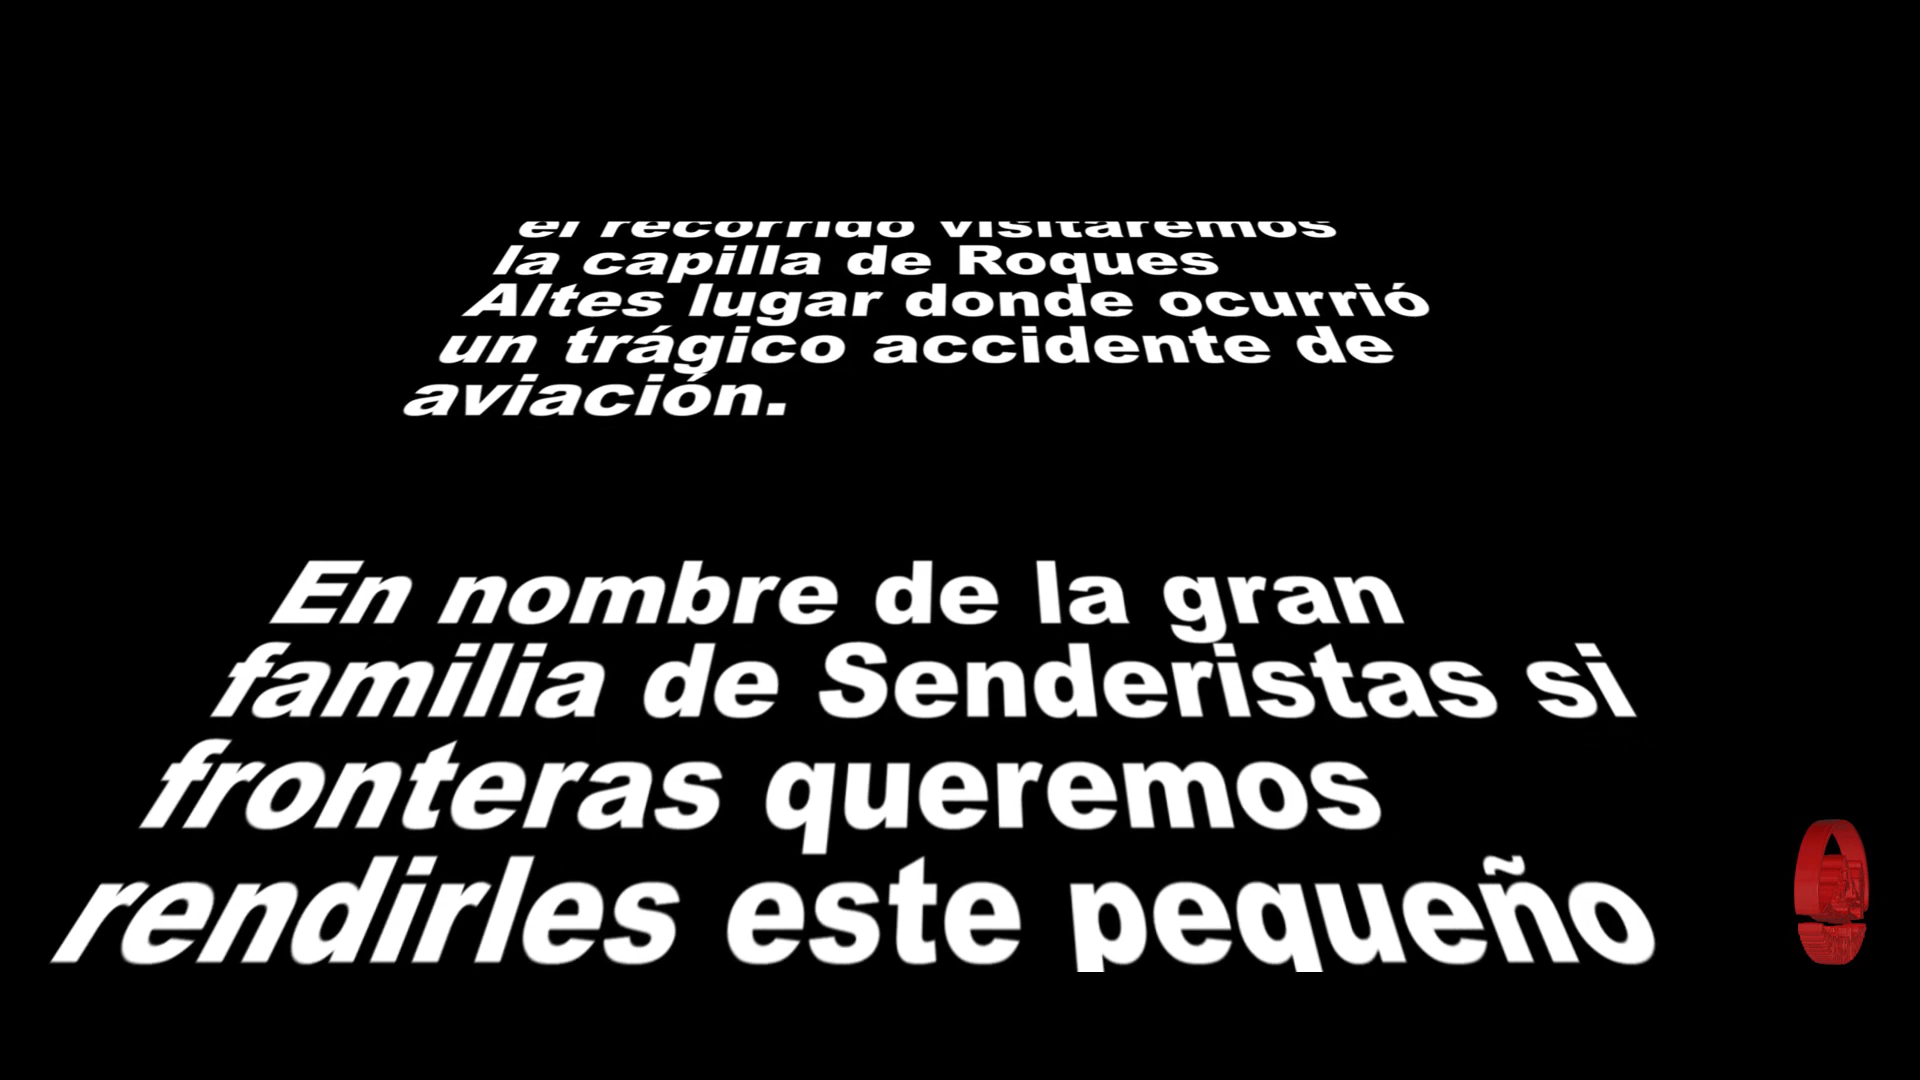 el recorrido visitaremos
la capilla de Roques
Altes lugar donde ocurrió
un trágico accidente de
aviación.
En nombre de la gran
familia de Senderistas si
fronteras queremos
rendirles este pequeño